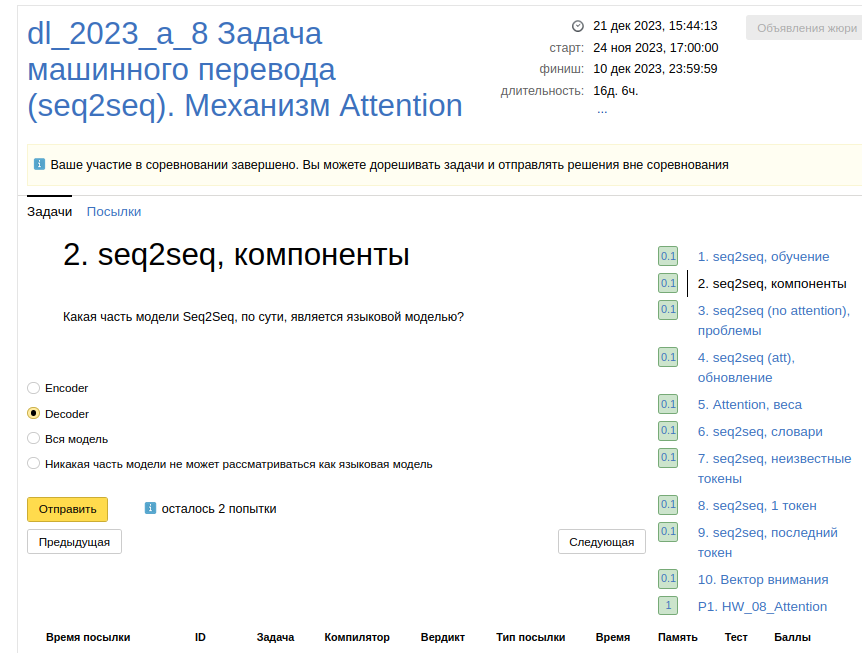 dl_2023_a_8 Задача
машинного перевода
(seq2seq). Механизм Attention
21 дек 2023, 15:44:13
старт: 24 ноя 2023, 17:00:00
финиш: 10 дек 2023, 23:59:59
длительность: 16д. 6ч.
...
Объявления жюри
Ваше участие в соревновании завершено. Вы можете дорешивать задачи и отправлять решения вне соревнования
Задачи Посылки
2. seq2seq, компоненты
Какая часть модели Seq2Seq, по сути, является языковой моделью?
Encoder
Decoder
Вся модель
Никакая часть модели не может рассматриваться как языковая модель
Отправить осталось 2 попытки
Предыдущая Следующая
0.1 1. seq2seq, обучение
0.1 2. seq2seq, компоненты
0.1 3. seq2seq (no attention),
проблемы
0.1 4. seq2seq (att),
обновление
0.1 5. Attention, веса
0.1 6. seq2seq, словари
0.1 7. seq2seq, неизвестные
токены
0.1 8. seq2seq, 1 токен
0.1 9. seq2seq, последний
токен
0.1 10. Вектор внимания
1 P1. HW_08_Attention
Время посылки ID Задача Компилятор Вердикт Тип посылки Время Память Тест Баллы